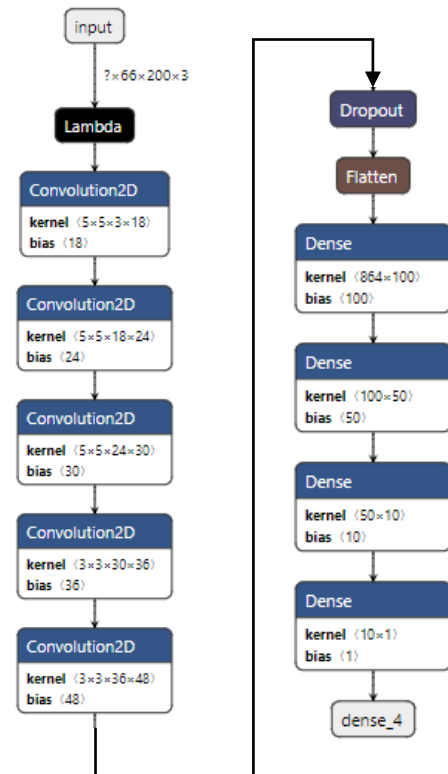 input
?×66×200×3
Lambda
Convolution2D
kernel ⟨5×5×3×18⟩
bias ⟨18⟩
Convolution2D
kernel ⟨5×5×18×24⟩
bias ⟨24⟩
Convolution2D
kernel ⟨5×5×24×30⟩
bias ⟨30⟩
Convolution2D
kernel ⟨3×3×30×36⟩
bias ⟨36⟩
Convolution2D
kernel ⟨3×3×36×48⟩
bias ⟨48⟩
Dropout
Flatten
Dense
kernel ⟨864×100⟩
bias ⟨100⟩
Dense
kernel ⟨100×50⟩
bias ⟨50⟩
Dense
kernel ⟨50×10⟩
bias ⟨10⟩
Dense
kernel ⟨10×1⟩
bias ⟨1⟩
dense_4